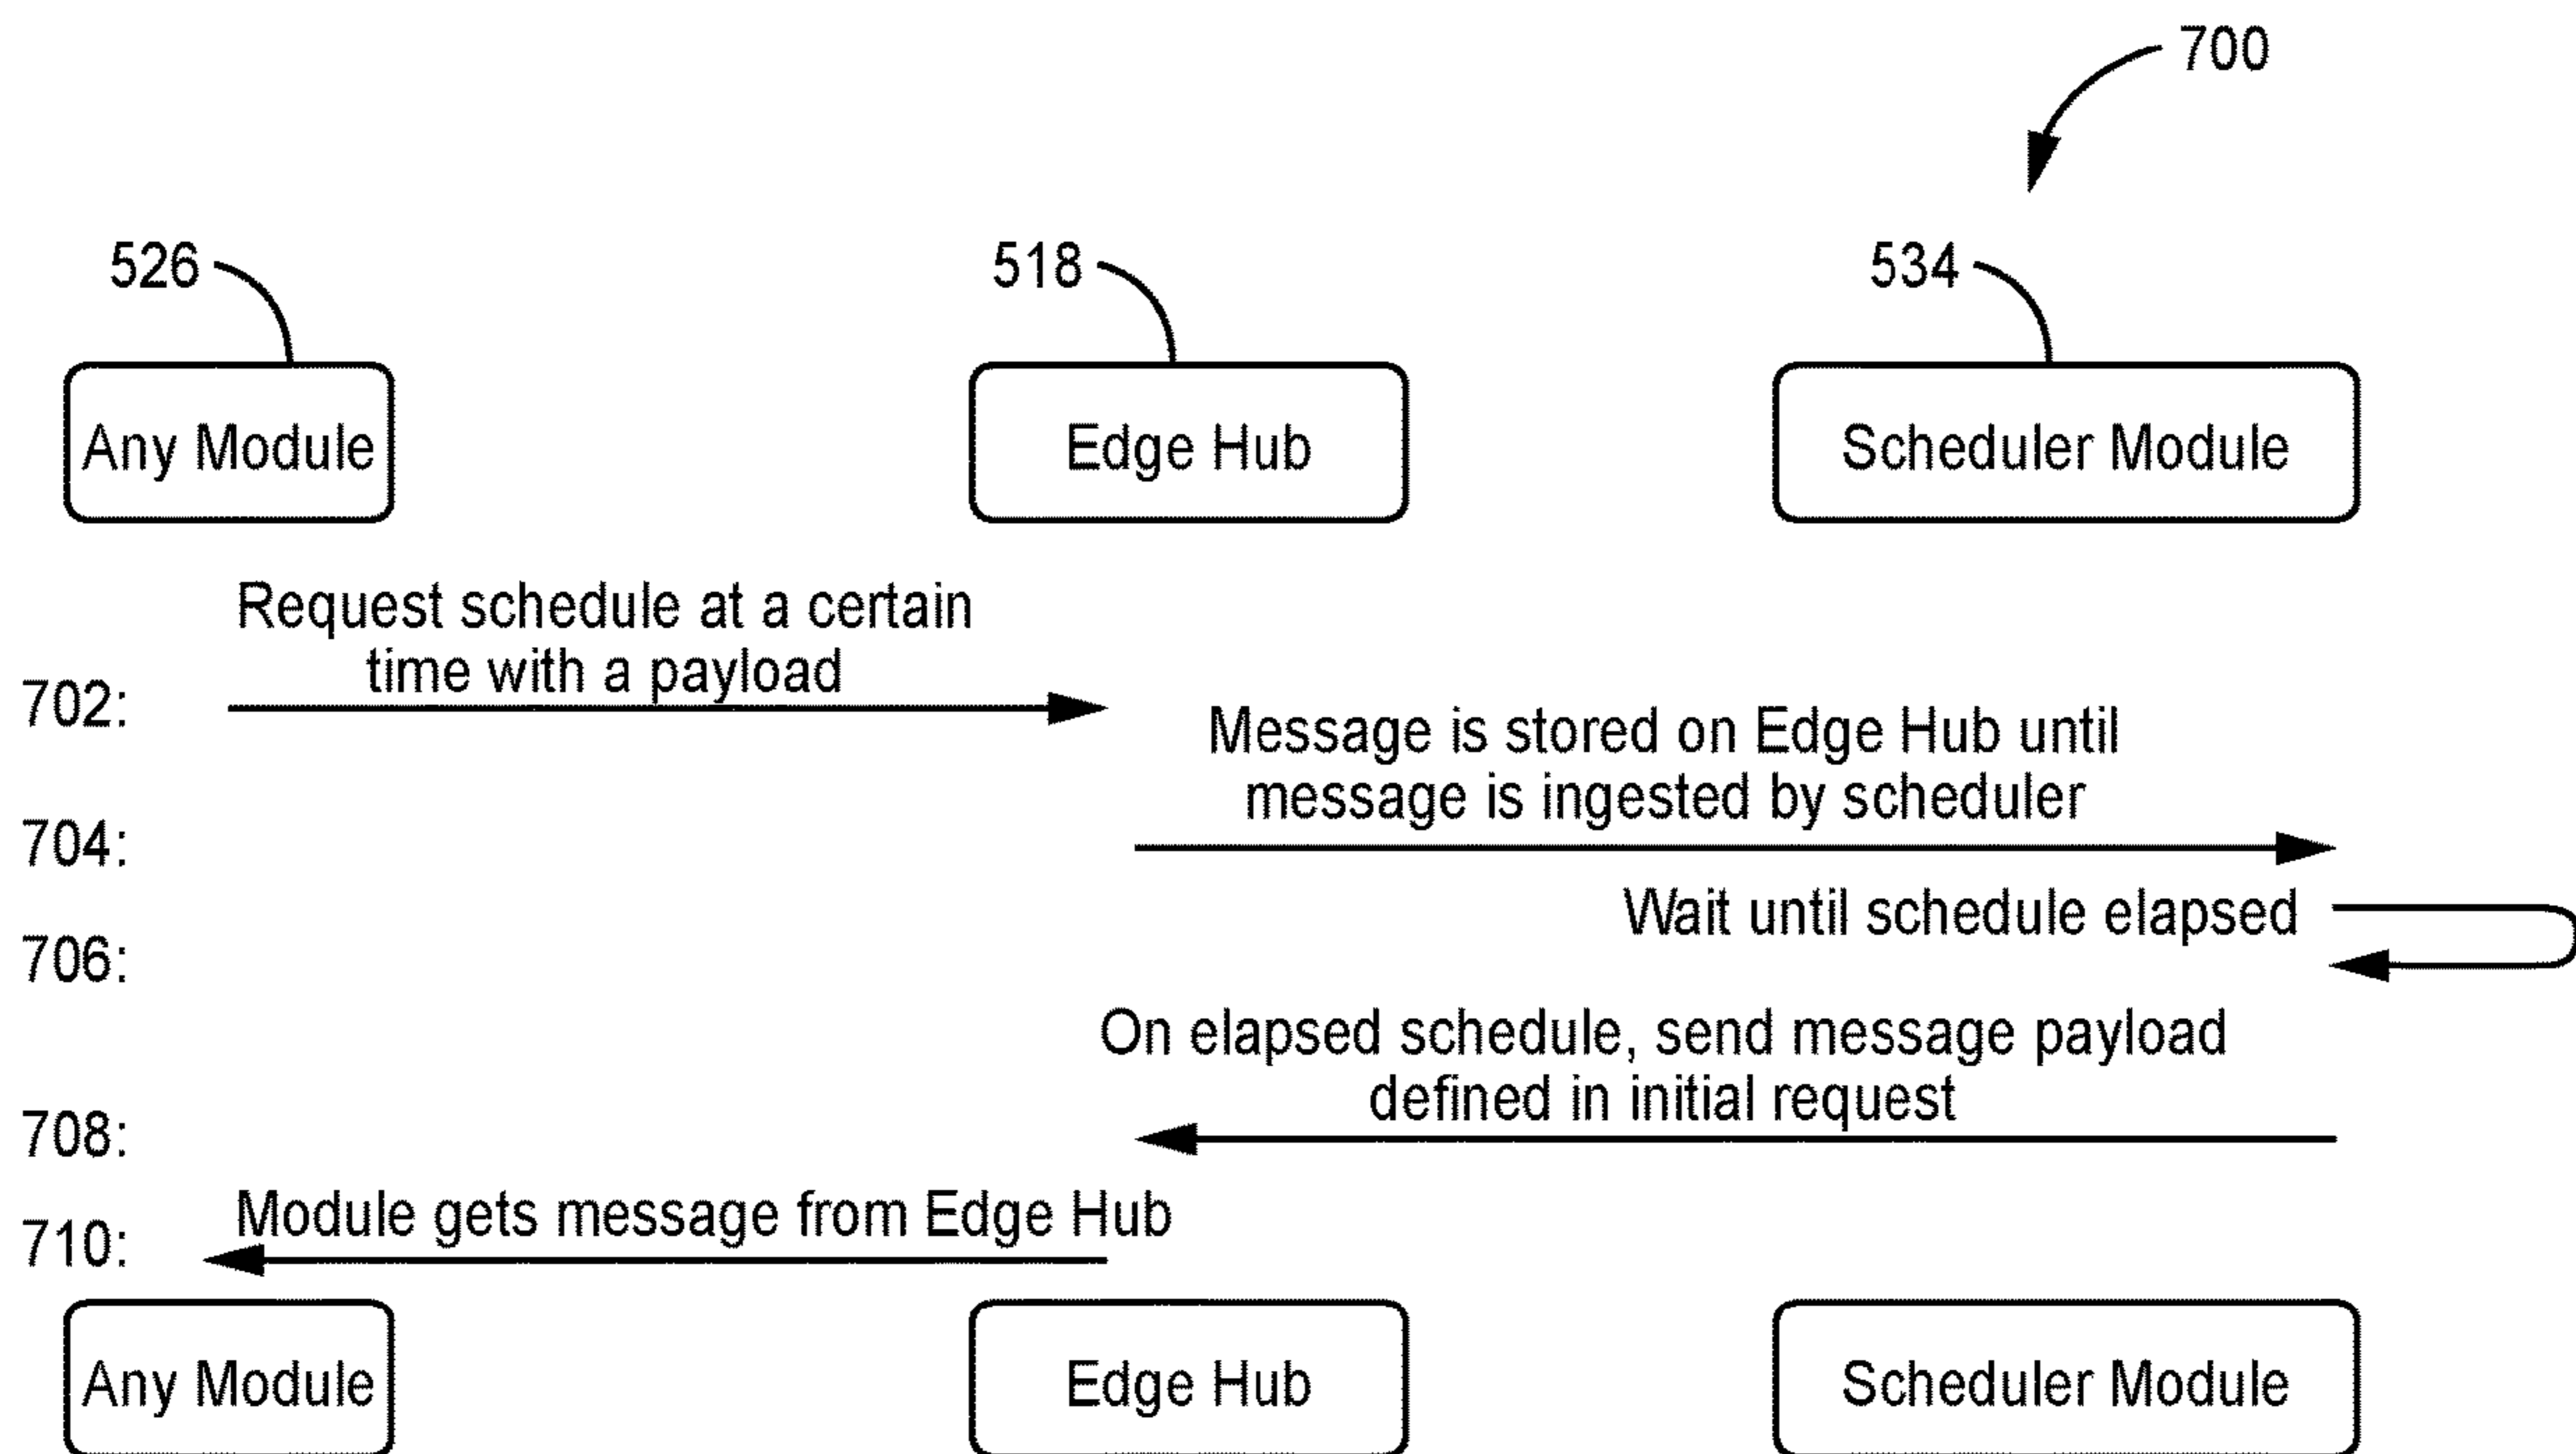 700
526
518
534
Any Module
Edge Hub
Scheduler Module
Request schedule at a certain
time with a payload
702:
Message is stored on Edge Hub until
message is ingested by scheduler
704:
Wait until schedule elapsed
706:
On elapsed schedule, send message payload
defined in initial request
708:
Module gets message from Edge Hub
710:
Any Module
Edge Hub
Scheduler Module